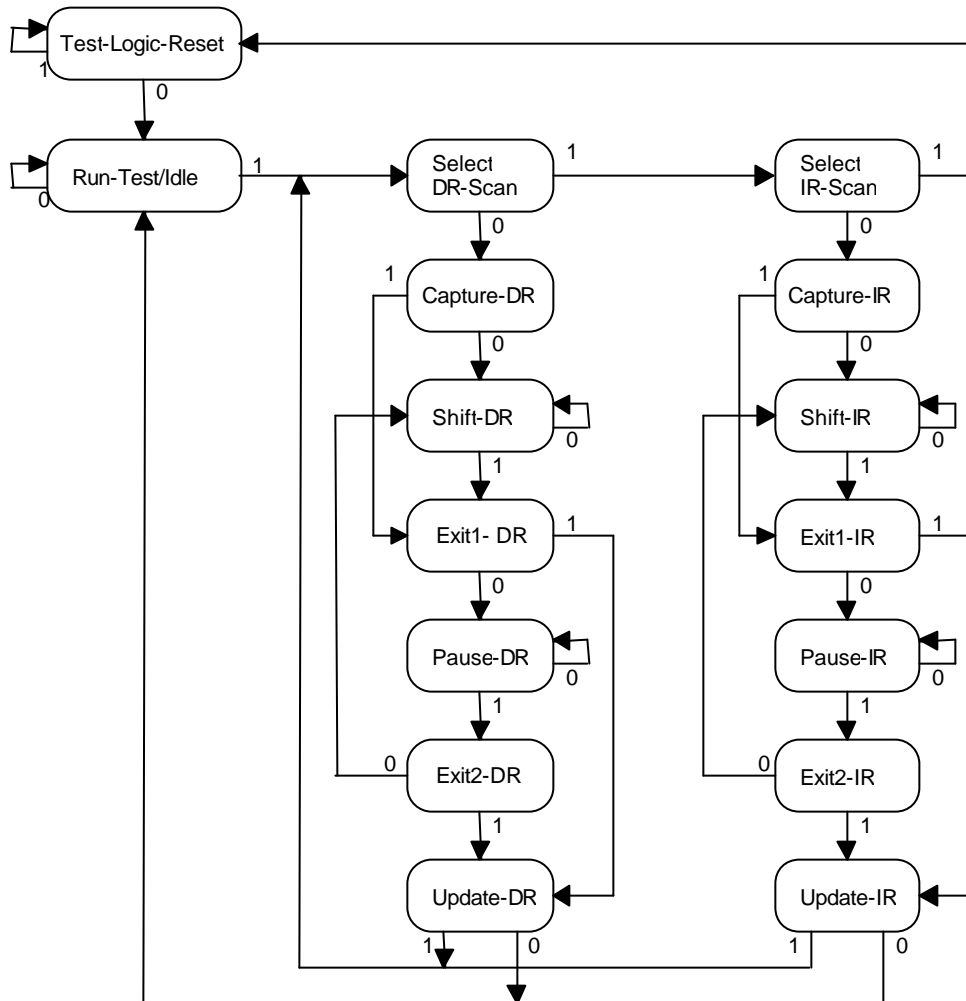 Test-Logic-Reset
1
0
Run-Test/Idle
0
1
Select
DR-Scan
1
0
Select
IR-Scan
1
0
1
Capture-DR
0
1
Capture-IR
0
Shift-DR
0
1
Shift-IR
0
1
Exit1- DR
1
0
Exit1-IR
1
0
Pause-DR
0
1
Pause-IR
0
1
0
Exit2-DR
1
0
Exit2-IR
1
Update-DR
1
0
Update-IR
1
0